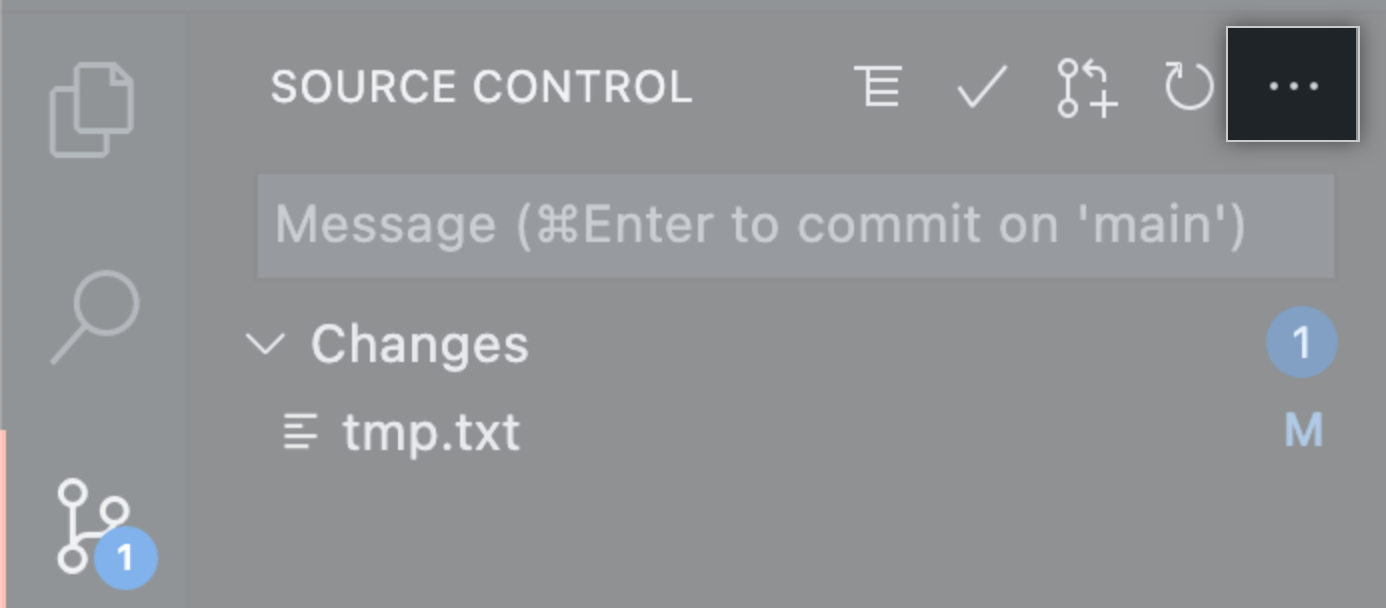 SOURCE CONTROL
...
Message (⌘Enter to commit on 'main')
Changes 1
tmp.txt M
1